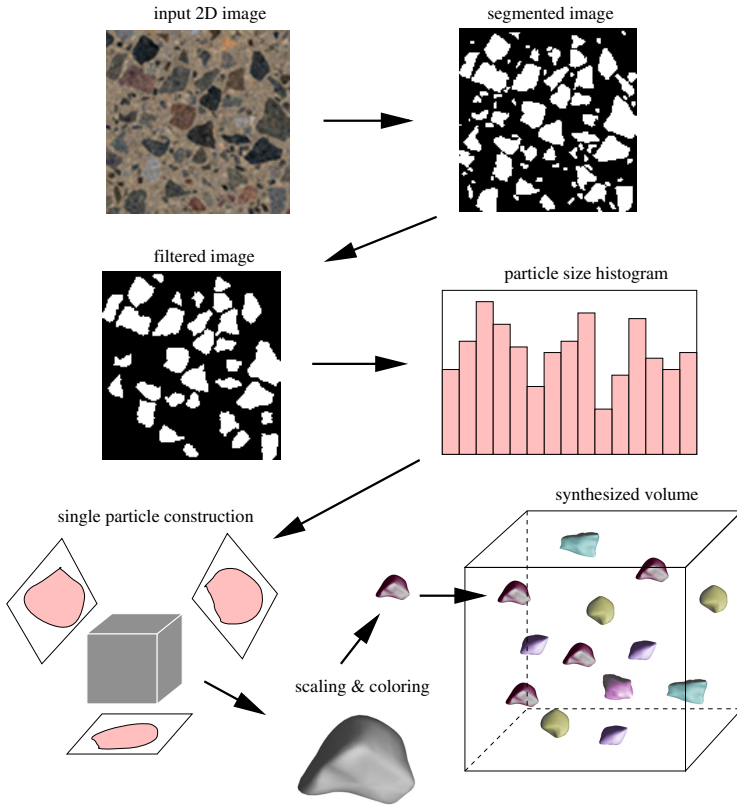 input 2D image
segmented image
filtered image
particle size histogram
single particle construction
synthesized volume
scaling & coloring